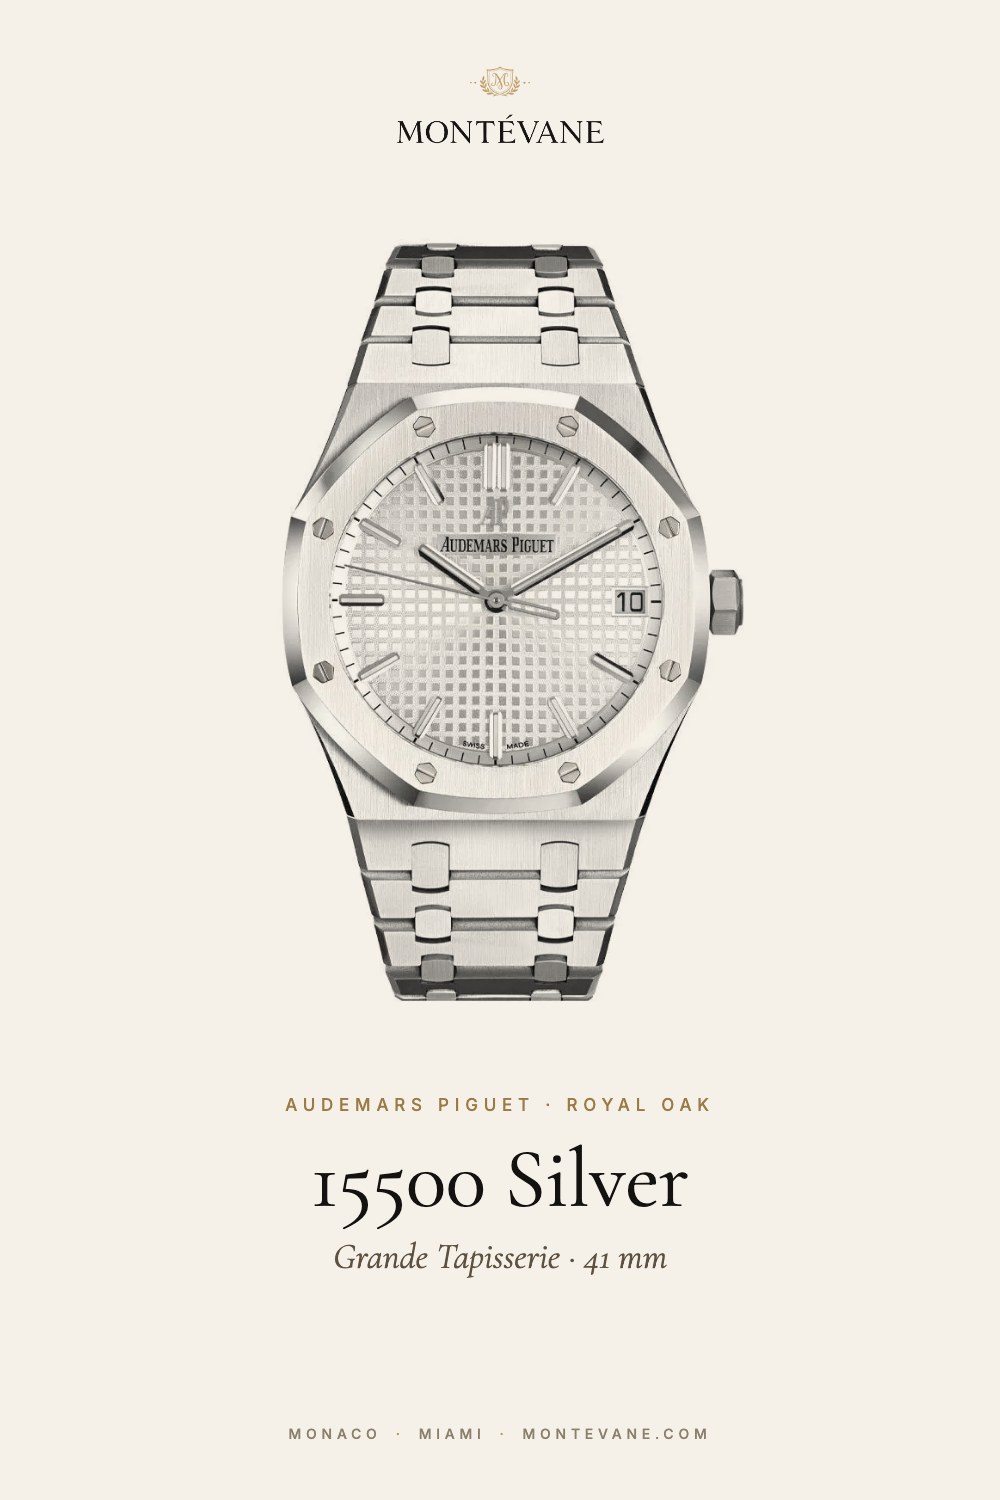 M
MONTÉVANE
AP
AUDEMARS PIGUET
10
SWISS MADE
AUDEMARS PIGUET · ROYAL OAK
15500 Silver
Grande Tapisserie · 41 mm
MONACO · MIAMI · MONTEVANE.COM